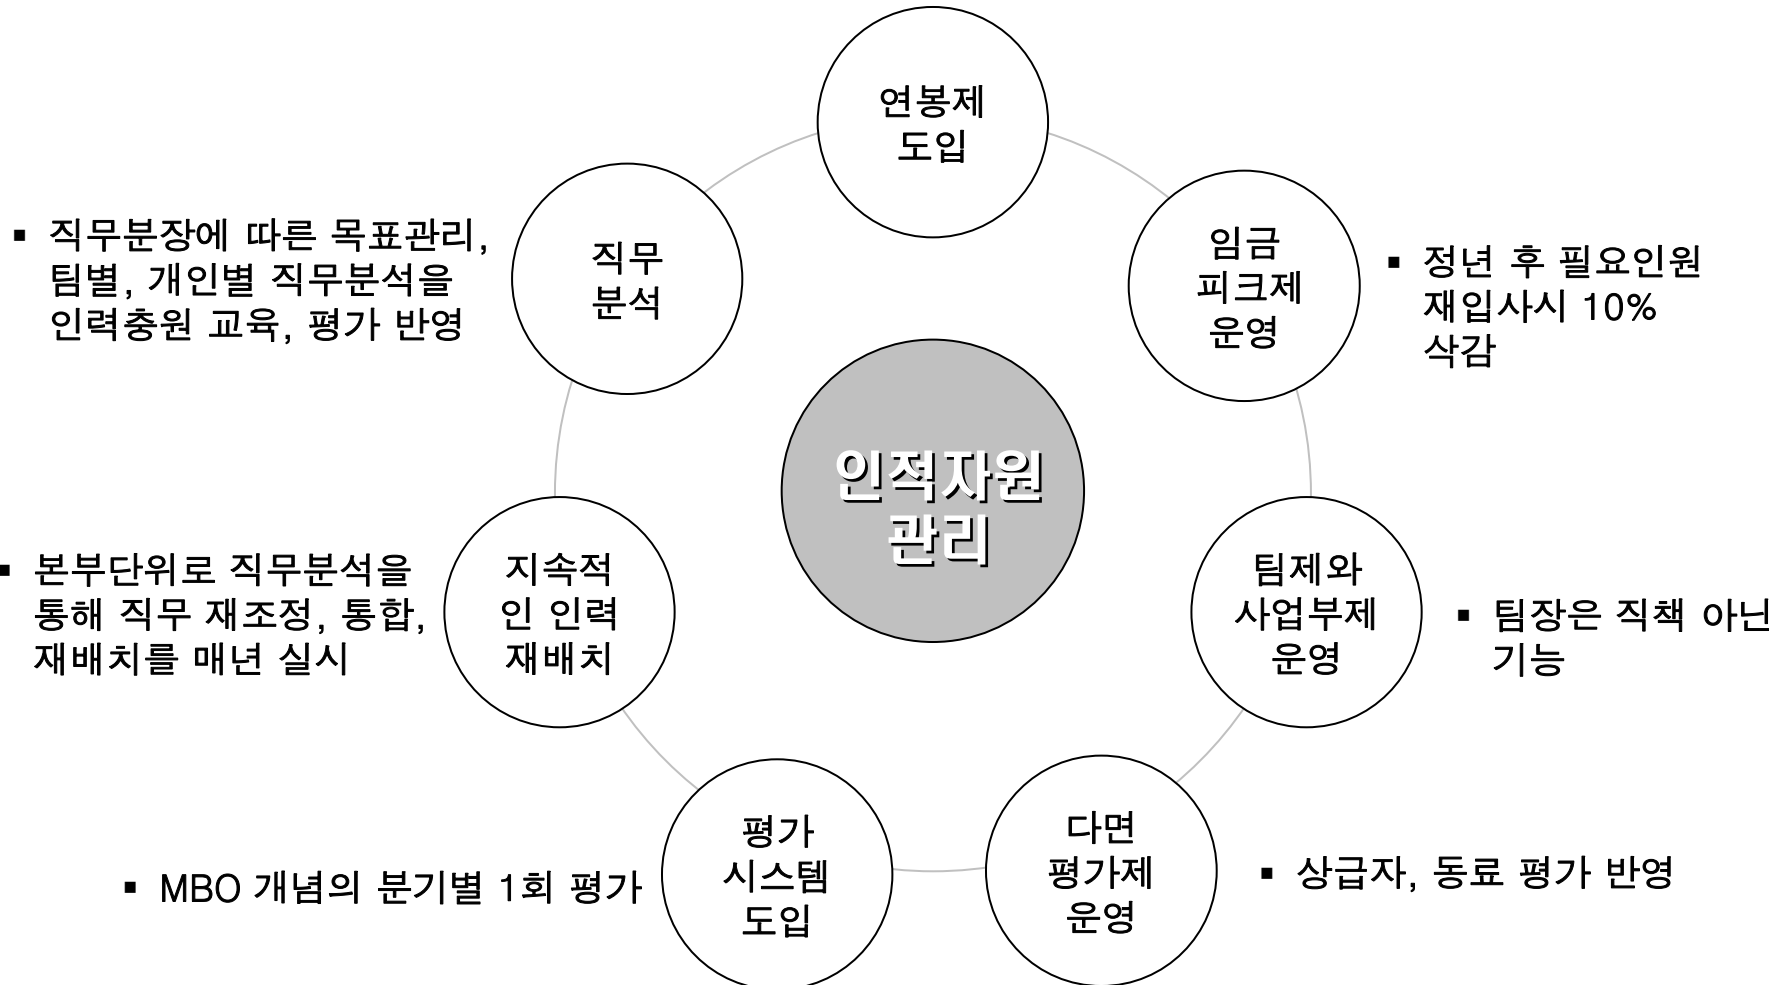 연봉제
도입
직무
분석
임금
피크제
운영
▪ 직무분장에 따른 목표관리,
팀별, 개인별 직무분석을
인력충원 교육, 평가 반영
▪ 정년 후 필요인원
재입사시 10%
삭감
인적자원
관리
▪ 본부단위로 직무분석을
통해 직무 재조정, 통합,
재배치를 매년 실시
지속적
인 인력
재배치
팀제와
사업부제
운영
▪ 팀장은 직책 아닌
기능
평가
시스템
도입
▪ MBO 개념의 분기별 1회 평가
다면
평가제
운영
▪ 상급자, 동료 평가 반영